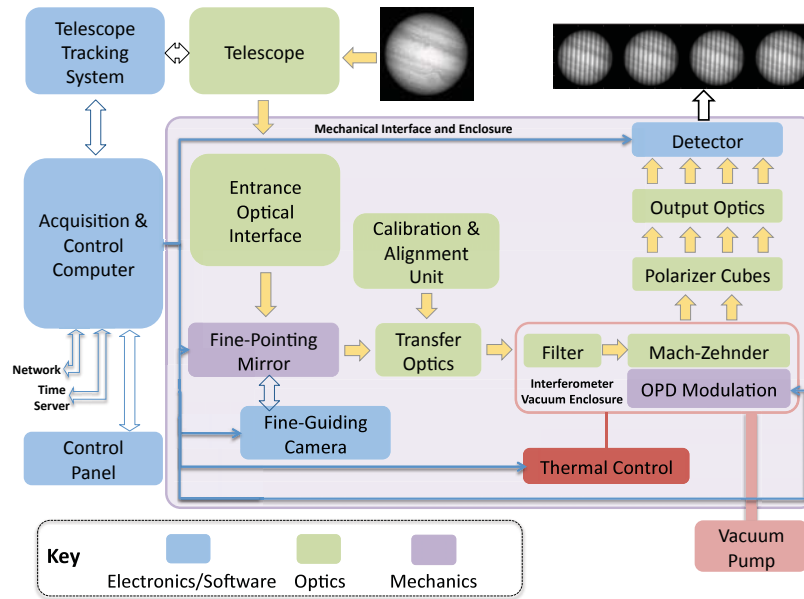 Telescope
Tracking
System
Telescope
Mechanical Interface and Enclosure
Detector
Acquisition &
Control
Computer
Entrance
Optical
Interface
Calibration &
Alignment
Unit
Output Optics
Polarizer Cubes
Fine-Pointing
Mirror
Transfer
Optics
Filter
Mach-Zehnder
Interferometer
Vacuum Enclosure
OPD Modulation
Network
Time
Server
Fine-Guiding
Camera
Control
Panel
Thermal Control
Vacuum
Pump
Key
Electronics/Software
Optics
Mechanics